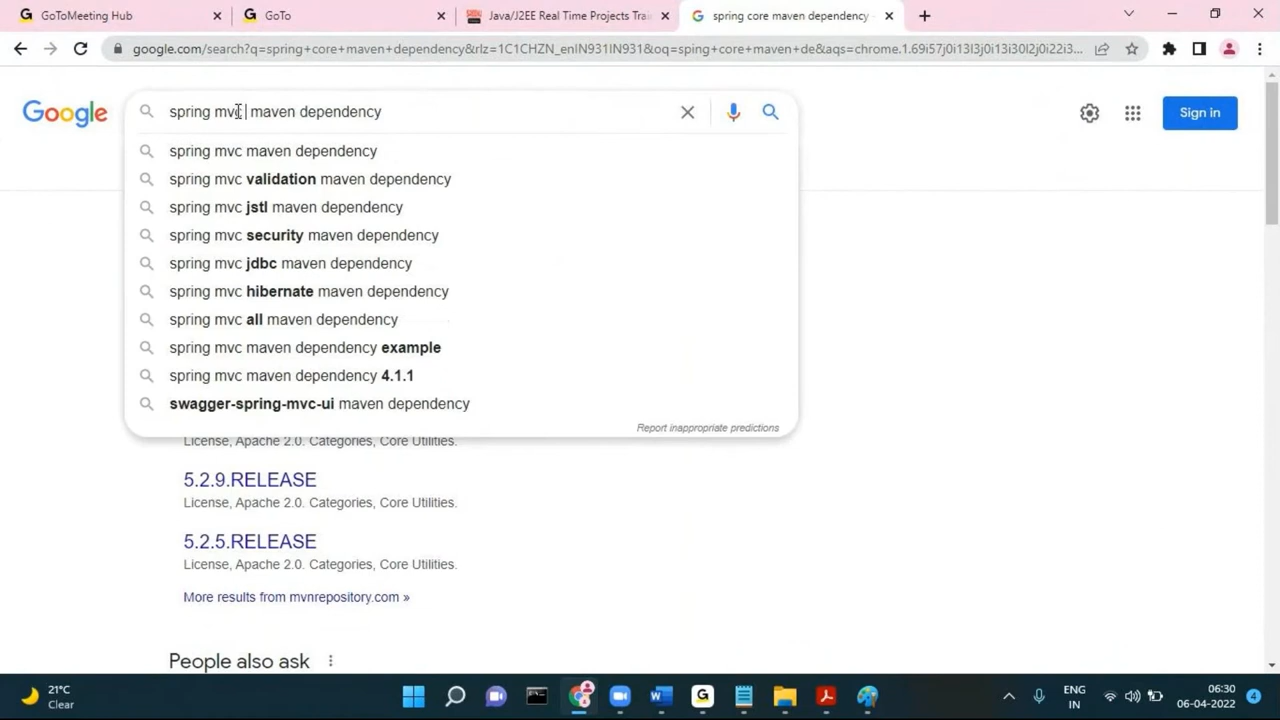 GoToMeeting Hub
GoTo
Java/J2EE Real Time Projects Trai
spring core maven dependency
google.com/search?q=spring+core+maven+dependency&rlz=1C1CHZN_enIN931IN931&oq=sping+core+maven+de&aqs=chrome.1.69i57j0i13l3j0i13i30l2j0i22i3...
Google
spring mvc maven dependency
Sign in
spring mvc maven dependency
spring mvc validation maven dependency
spring mvc jstl maven dependency
spring mvc security maven dependency
spring mvc jdbc maven dependency
spring mvc hibernate maven dependency
spring mvc all maven dependency
spring mvc maven dependency example
spring mvc maven dependency 4.1.1
swagger-spring-mvc-ui maven dependency
Report inappropriate predictions
License, Apache 2.0. Categories, Core Utilities.
5.2.9.RELEASE
License, Apache 2.0. Categories, Core Utilities.
5.2.5.RELEASE
License, Apache 2.0. Categories, Core Utilities.
More results from mvnrepository.com »
People also ask
21°C
Clear
ENG
IN
06:30
06-04-2022
4